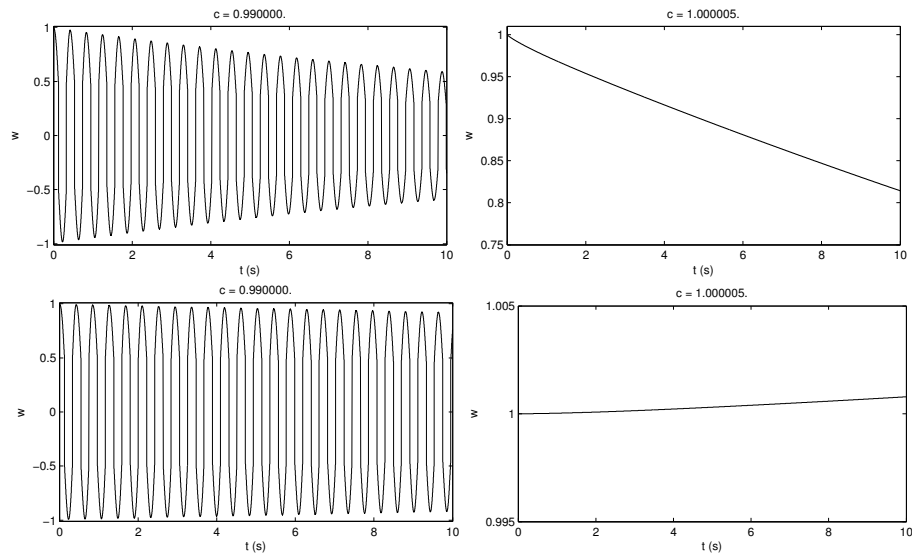 c = 0.990000.
1
0.5
0
−0.5
−1
w
0 2 4 6 8 10
t (s)
c = 1.000005.
1
0.95
0.9
0.85
0.8
0.75
w
0 2 4 6 8 10
t (s)
c = 0.990000.
1
0.5
0
−0.5
−1
w
0 2 4 6 8 10
t (s)
c = 1.000005.
1.005
1
0.995
w
0 2 4 6 8 10
t (s)